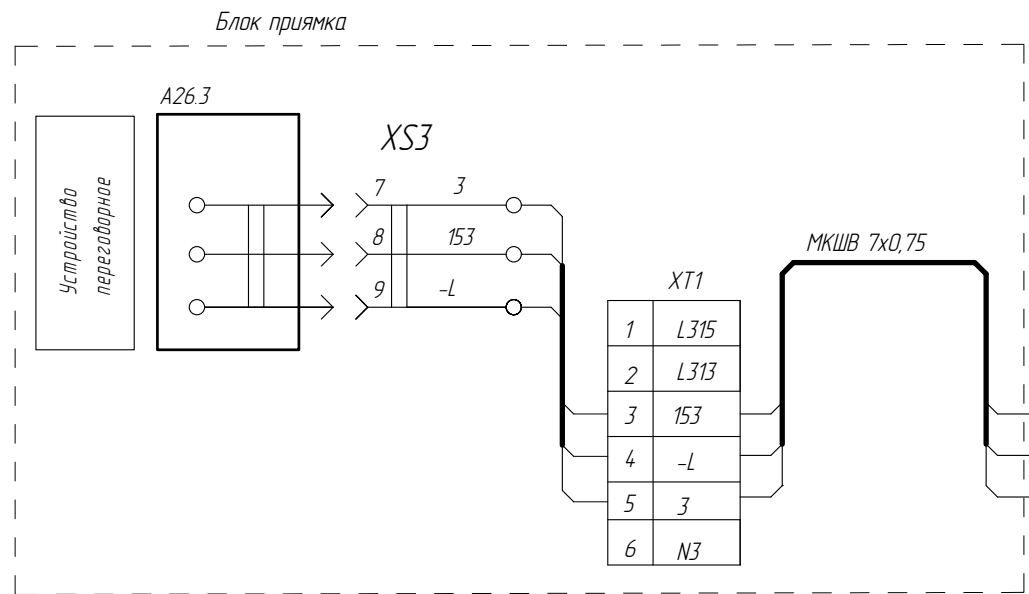 Блок приямка
А26.3
Устройство
переговорное
XS3
7
3
8
153
9
-L
МКШВ 7х0,75
XT1
1
L315
2
L313
3
153
4
-L
5
3
6
N3